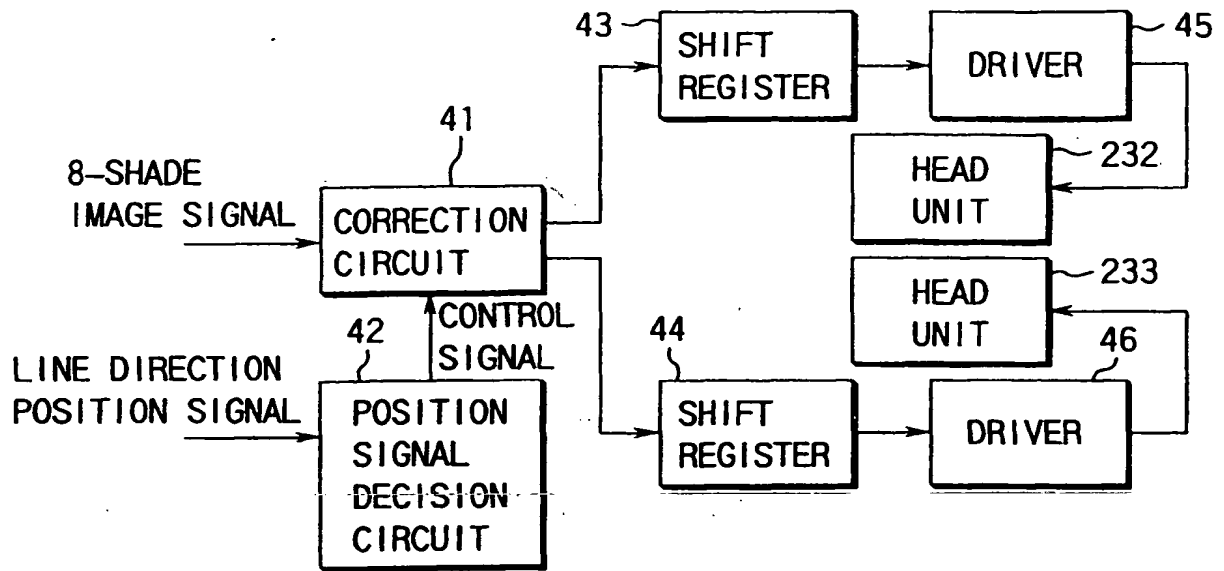 43
SHIFT
REGISTER
45
DRIVER
41
8-SHADE
IMAGE SIGNAL
CORRECTION
CIRCUIT
HEAD
UNIT
232
HEAD
UNIT
233
CONTROL
SIGNAL
42
LINE DIRECTION
POSITION SIGNAL
POSITION
SIGNAL
DECISION
CIRCUIT
44
SHIFT
REGISTER
46
DRIVER